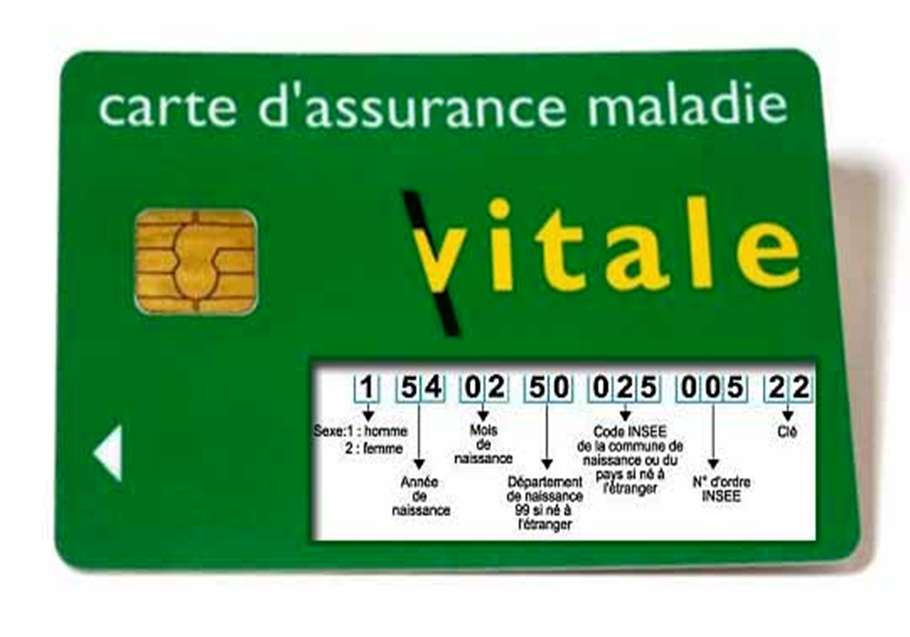 carte d'assurance maladie
vitale
1 54 02 50 025 005 22
Sexe:1 : homme
2 : femme
Année
de
naissance
Mois
de
naissance
Département
de naissance
99 si né à
l'étranger
Code INSEE
de la commune de
naissance ou du
pays si né à
l'étranger
N° d'ordre
INSEE
Clé